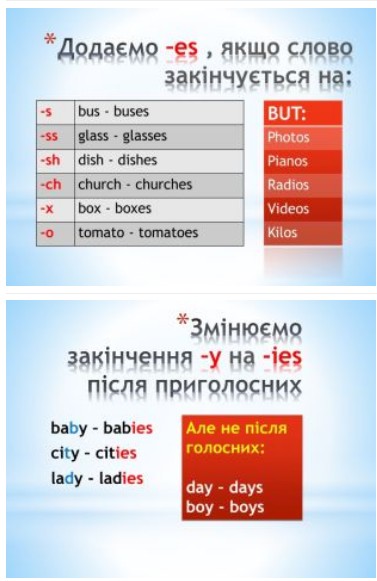 *Додаємо -es , якщо слово
закінчується на:
-s bus - buses
-ss glass - glasses
-sh dish - dishes
-ch church - churches
-x box - boxes
-o tomato - tomatoes
BUT:
Photos
Pianos
Radios
Videos
Kilos
*Змінюємо
закінчення -y на -ies
після приголосних
baby - babies
city - cities
lady - ladies
Але не після
голосних:
day - days
boy - boys